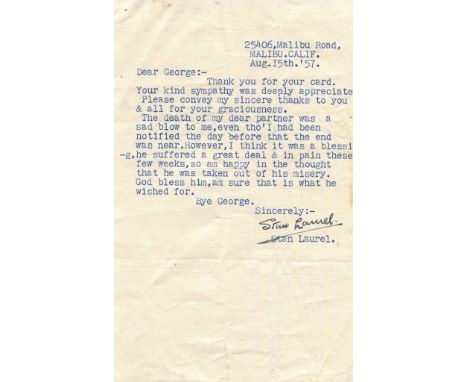 25406,Malibu Road,
MALIBU.CALIF.
Aug.15th.'57.
Dear George:-
Thank you for your card.
Your kind sympathy was deeply appreciate
Please convey my sincere thanks to you
& all for your graciousness.
The death of my dear partner was a
sad blow to me,even tho'I had been
notified the day before that the end
was near.However,I think it was a blessi
-g,he suffered a great deal & in pain these
few weeks,so am happy in the thought
that he was taken out of his misery.
God bless him,am sure that is what he
wished for.
Bye George.
Sincerely:-
Stan Laurel.
Stan Laurel.